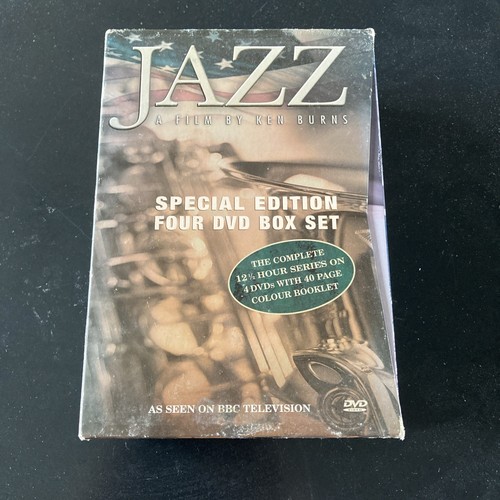 JAZZ
A FILM BY KEN BURNS
SPECIAL EDITION
FOUR DVD BOX SET
THE COMPLETE
12½ HOUR SERIES ON
4 DVDs WITH 40 PAGE
COLOUR BOOKLET
AS SEEN ON BBC TELEVISION
DVD